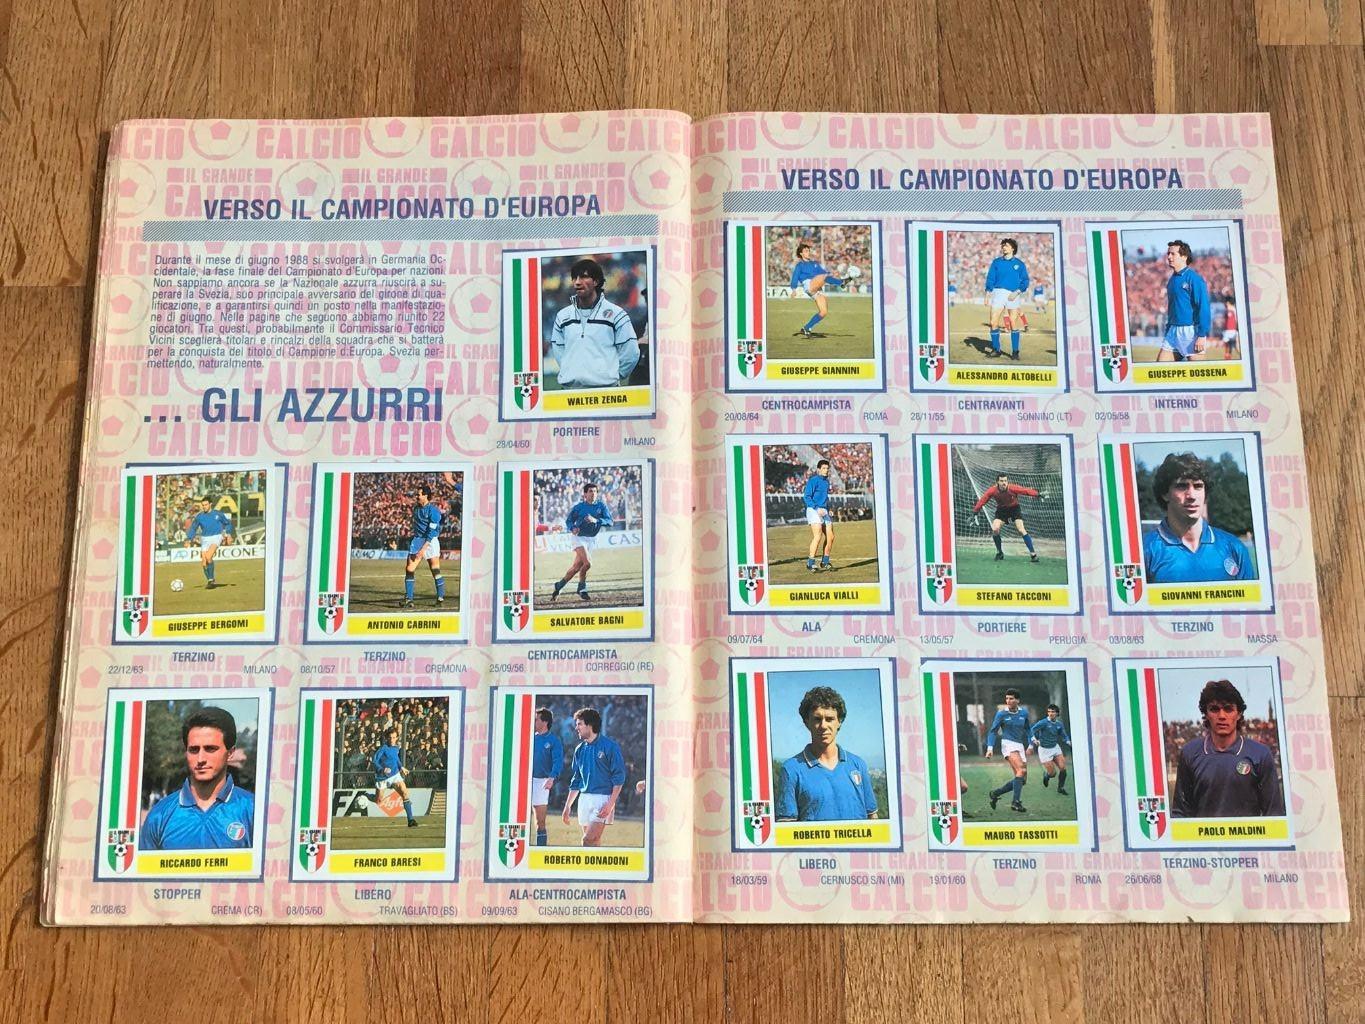 VERSO IL CAMPIONATO D'EUROPA
Durante il mese di giugno 1988 si svolgerà in Germania Oc-
cidentale, la fase finale del Campionato d'Europa per nazioni
Non sappiamo ancora se la Nazionale azzurra riuscirà a su-
perare la Svezia, suo principale avversario del girone di qua-
lificazione, e a garantirsi quindi un posto nella manifestazio-
ne di giugno. Nelle pagine che seguono abbiamo riunito 22
giocatori. Tra questi, probabilmente il Commissario Tecnico
Vicini sceglierà titolari e rincalzi della squadra che si batterà
per la conquista del titolo di Campione d.Europa. Svezia per-
mettendo, naturalmente.
... GLI AZZURRI
WALTER ZENGA
PORTIERE
28/04/60 MILANO
GIUSEPPE BERGOMI
TERZINO
22/12/63 MILANO
ANTONIO CABRINI
TERZINO
08/10/57 CREMONA
SALVATORE BAGNI
CENTROCAMPISTA
25/09/56 CORREGGIO (RE)
RICCARDO FERRI
STOPPER
20/08/63 CREMA (CR)
FRANCO BARESI
LIBERO
08/05/60 TRAVAGLIATO (BS)
ROBERTO DONADONI
ALA-CENTROCAMPISTA
09/09/63 CISANO BERGAMASCO (BG)
VERSO IL CAMPIONATO D'EUROPA
GIUSEPPE GIANNINI
CENTROCAMPISTA
20/08/64 ROMA
ALESSANDRO ALTOBELLI
CENTRAVANTI
28/11/55 SONNINO (LT)
GIUSEPPE DOSSENA
INTERNO
02/05/58 MILANO
GIANLUCA VIALLI
ALA
09/07/64 CREMONA
STEFANO TACCONI
PORTIERE
13/05/57 PERUGIA
GIOVANNI FRANCINI
TERZINO
03/08/63 MASSA
ROBERTO TRICELLA
LIBERO
18/03/59 CERNUSCO S/N (MI)
MAURO TASSOTTI
TERZINO
19/01/60 ROMA
PAOLO MALDINI
TERZINO-STOPPER
26/06/68 MILANO
IL GRANDE
CALCIO